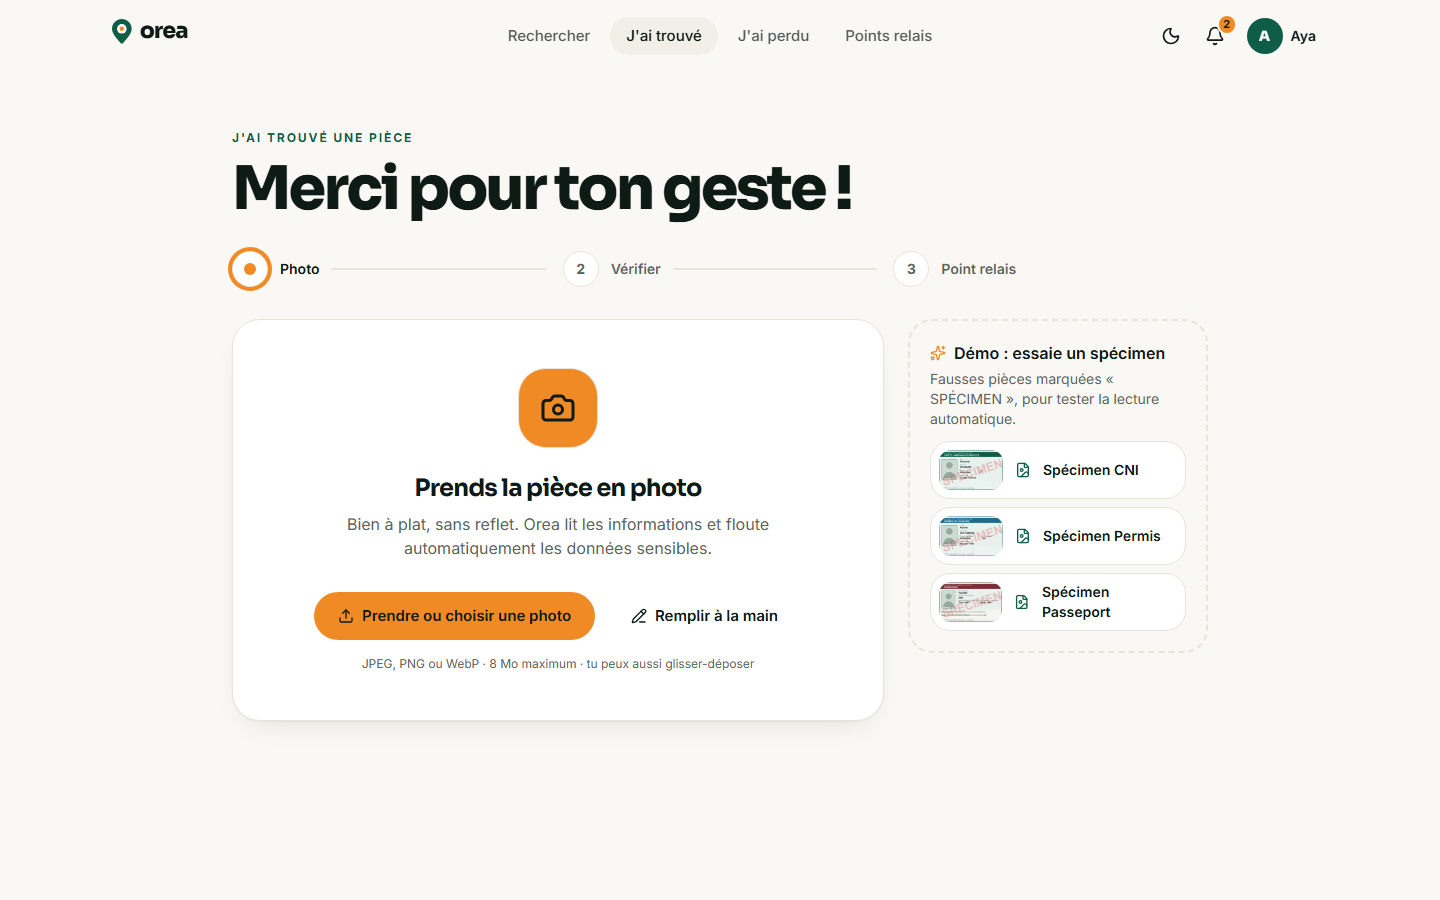 orea
Rechercher
J'ai trouvé
J'ai perdu
Points relais
2
A
Aya
J'AI TROUVÉ UNE PIÈCE
Merci pour ton geste !
Photo
2
Vérifier
3
Point relais
Prends la pièce en photo
Bien à plat, sans reflet. Orea lit les informations et floute
automatiquement les données sensibles.
Prendre ou choisir une photo
Remplir à la main
JPEG, PNG ou WebP · 8 Mo maximum · tu peux aussi glisser-déposer
Démo : essaie un spécimen
Fausses pièces marquées «
SPÉCIMEN », pour tester la lecture
automatique.
SPÉCIMEN
Spécimen CNI
SPÉCIMEN
Spécimen Permis
SPÉCIMEN
Spécimen
Passeport